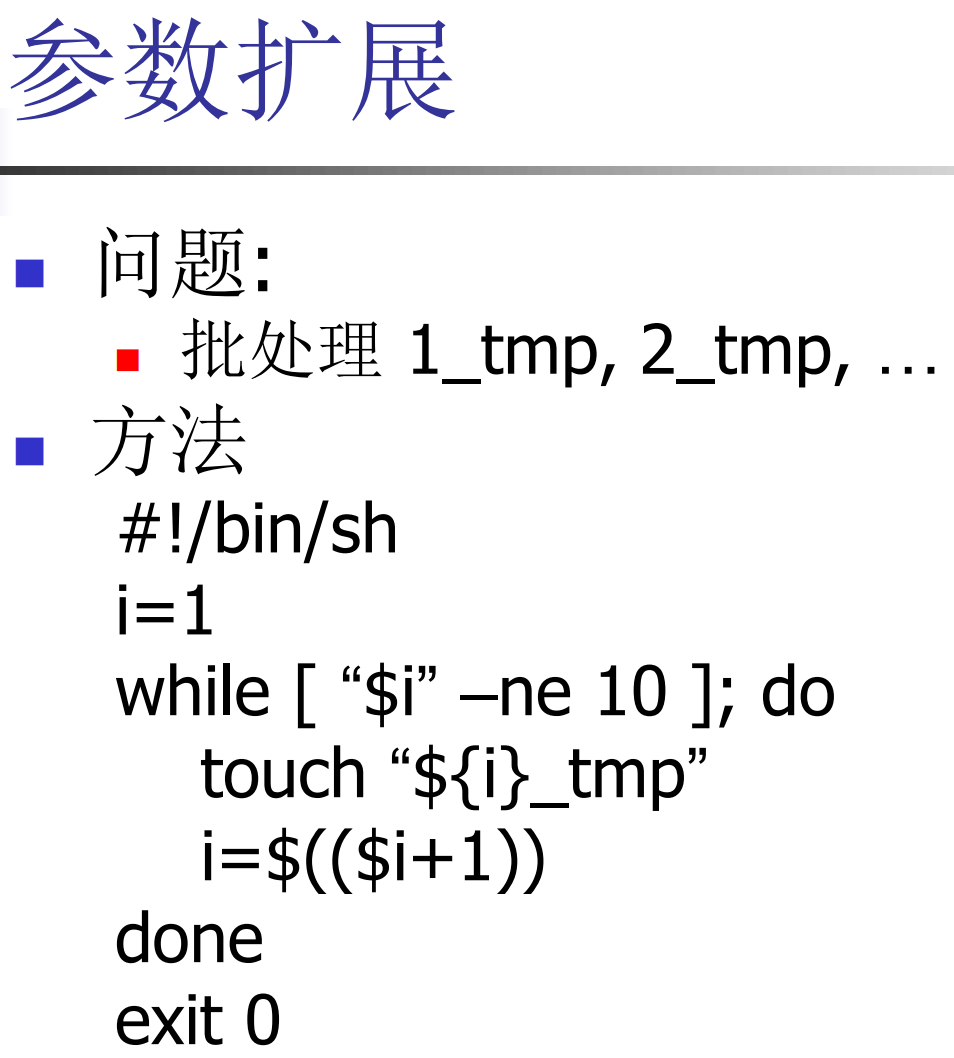 参数扩展
问题:
批处理 1_tmp, 2_tmp, …
方法
#!/bin/sh
i=1
while [ “$i” –ne 10 ]; do
touch “${i}_tmp”
i=$(($i+1))
done
exit 0